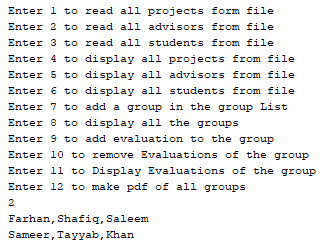 Enter 1 to read all projects form file
Enter 2 to read all advisors from file
Enter 3 to read all students from file
Enter 4 to display all projects from file
Enter 5 to display all advisors from file
Enter 6 to display all students from file
Enter 7 to add a group in the group List
Enter 8 to display all the groups
Enter 9 to add evaluation to the group
Enter 10 to remove Evaluations of the group
Enter 11 to Display Evaluations of the group
Enter 12 to make pdf of all groups
2
Farhan,Shafiq,Saleem
Sameer,Tayyab,Khan